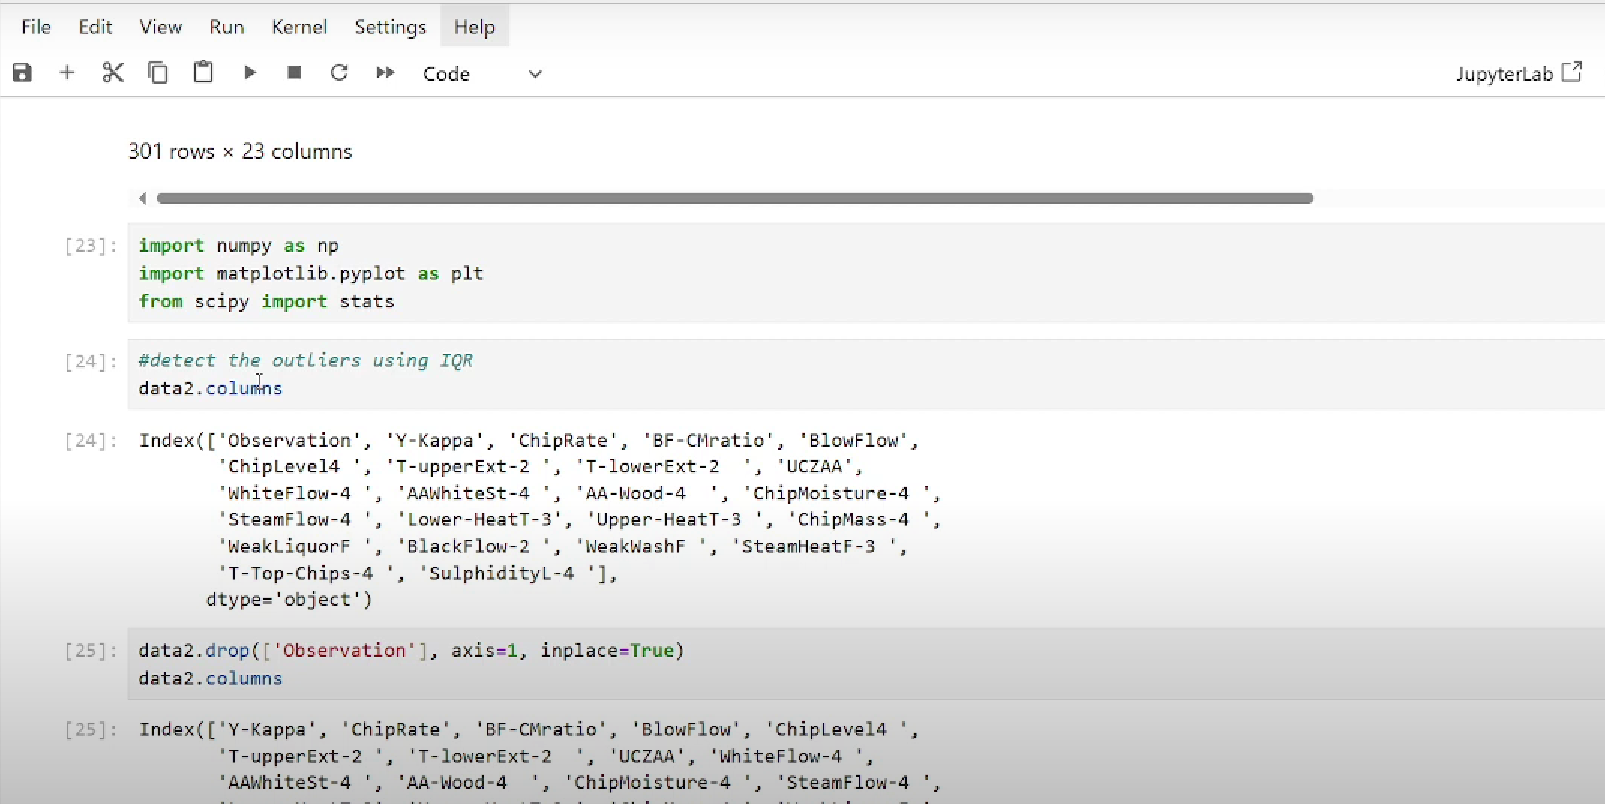 File Edit View Run Kernel Settings Help
Code
JupyterLab
301 rows × 23 columns
[23]: import numpy as np
import matplotlib.pyplot as plt
from scipy import stats
[24]: #detect the outliers using IQR
data2.columns
[24]: Index(['Observation', 'Y-Kappa', 'ChipRate', 'BF-CMratio', 'BlowFlow',
'ChipLevel4 ', 'T-upperExt-2 ', 'T-lowerExt-2  ', 'UCZAA',
'WhiteFlow-4 ', 'AAWhiteSt-4 ', 'AA-Wood-4  ', 'ChipMoisture-4 ',
'SteamFlow-4 ', 'Lower-HeatT-3', 'Upper-HeatT-3 ', 'ChipMass-4 ',
'WeakLiquorF ', 'BlackFlow-2 ', 'WeakWashF ', 'SteamHeatF-3 ',
'T-Top-Chips-4 ', 'SulphidityL-4 '],
dtype='object')
[25]: data2.drop(['Observation'], axis=1, inplace=True)
data2.columns
[25]: Index(['Y-Kappa', 'ChipRate', 'BF-CMratio', 'BlowFlow', 'ChipLevel4 ',
'T-upperExt-2 ', 'T-lowerExt-2  ', 'UCZAA', 'WhiteFlow-4 ',
'AAWhiteSt-4 ', 'AA-Wood-4  ', 'ChipMoisture-4 ', 'SteamFlow-4 ',